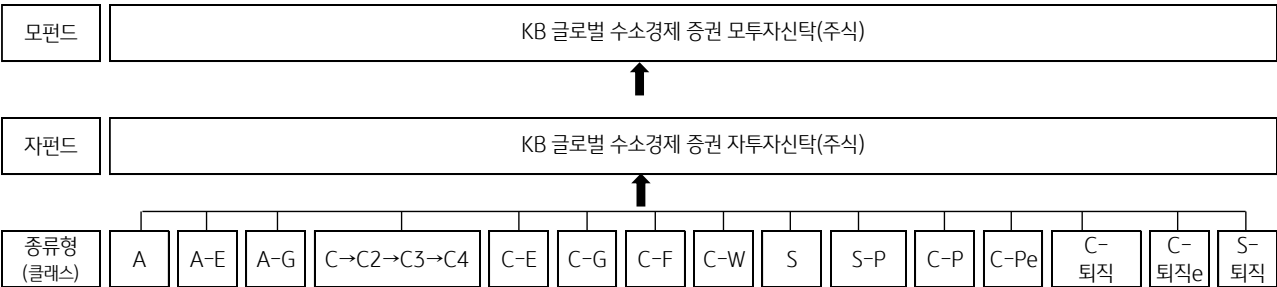 모펀드 KB 글로벌 수소경제 증권 모투자신탁(주식)
자펀드 KB 글로벌 수소경제 증권 자투자신탁(주식)
종류형
(클래스)
A
A-E
A-G
C→C2→C3→C4
C-E
C-G
C-F
C-W
S
S-P
C-P
C-Pe
C-
퇴직
C-
퇴직e
S-
퇴직